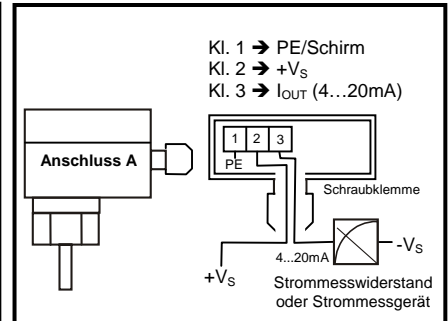 Kl. 1 ➔ PE/Schirm
Kl. 2 ➔ +VS
Kl. 3 ➔ IOUT (4…20mA)
Anschluss A
1 2 3
PE
Schraubklemme
4...20mA
-VS
+VS
Strommesswiderstand
oder Strommessgerät